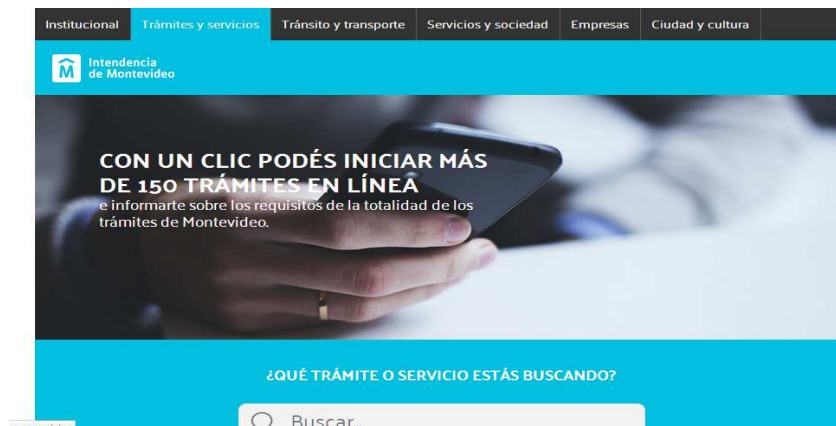 Institucional Trámites y servicios Tránsito y transporte Servicios y sociedad Empresas Ciudad y cultura
Intendencia
de Montevideo
CON UN CLIC PODÉS INICIAR MÁS
DE 150 TRÁMITES EN LÍNEA
e informarte sobre los requisitos de la totalidad de los
trámites de Montevideo.
¿QUÉ TRÁMITE O SERVICIO ESTÁS BUSCANDO?
Buscar..